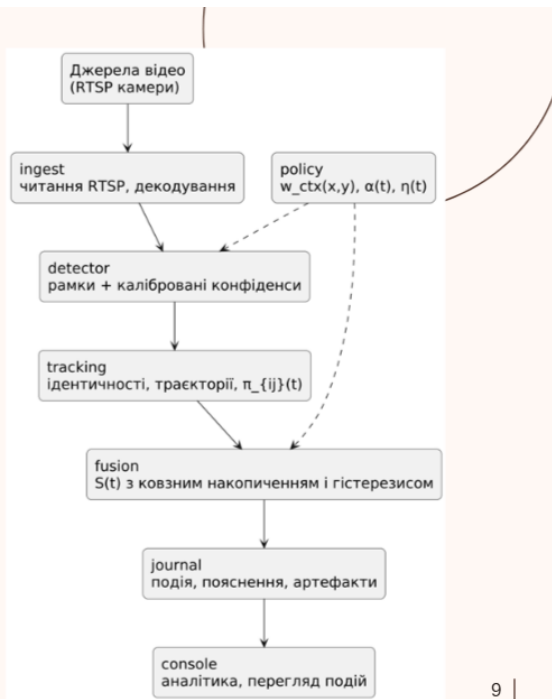 Джерела відео
(RTSP камери)
ingest
читання RTSP, декодування
policy
w_ctx(x,y), α(t), η(t)
detector
рамки + калібровані конфіденси
tracking
ідентичності, траєкторії, π_{ij}(t)
fusion
S(t) з ковзним накопиченням і гістерезисом
journal
подія, пояснення, артефакти
console
аналітика, перегляд подій
9